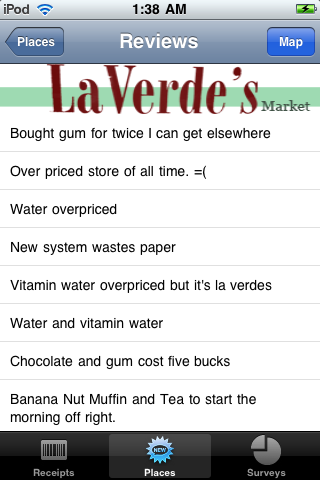 iPod 1:38 AM
Places Reviews Map
LaVerde's Market
Bought gum for twice I can get elsewhere
Over priced store of all time. =(
Water overpriced
New system wastes paper
Vitamin water overpriced but it's la verdes
Water and vitamin water
Chocolate and gum cost five bucks
Banana Nut Muffin and Tea to start the
morning off right.
NEW
Receipts Places Surveys